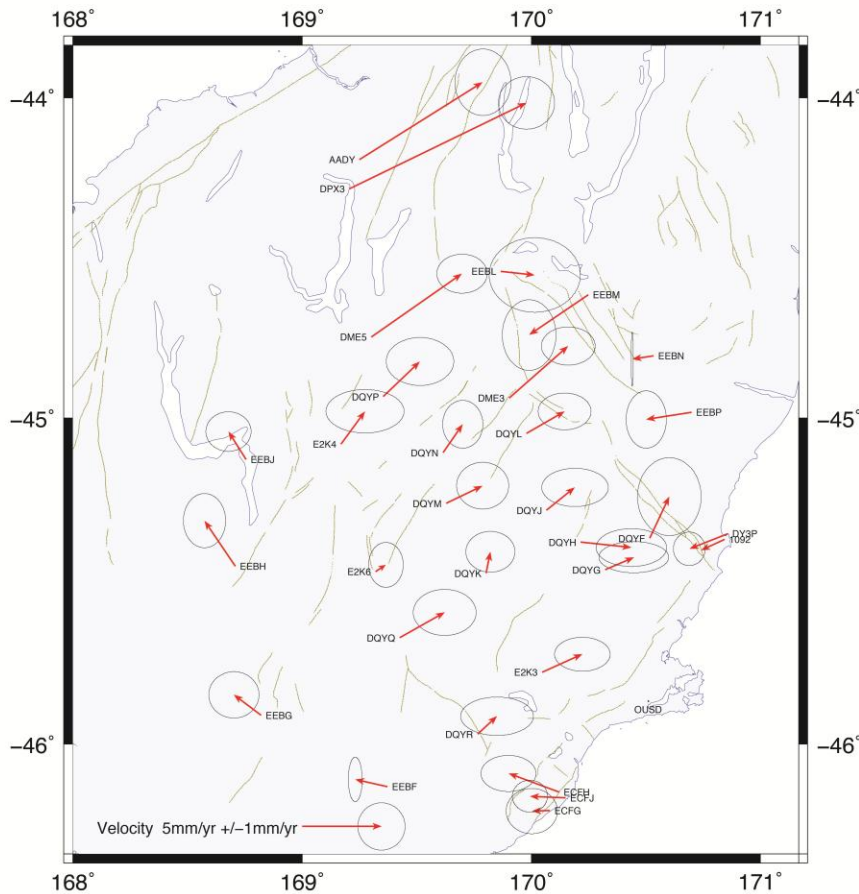 168° 169° 170° 171°
−44°
AADY
DPX3
EEBL
EEBM
DME5
EEBN
DQYP
DME3
−45° −45°
EEBP
E2K4
DQYL
DQYN
EEBJ
DQYM
DQYJ
DQYF
DY3P
DQYH
1092
EEBH
E2K6
DQYK
DQYG
DQYQ
E2K3
EEBG
OUSD
DQYR
−46° −46°
EEBF
ECFH
ECFJ
ECFG
Velocity 5mm/yr +/−1mm/yr
168° 169° 170° 171°
−44°